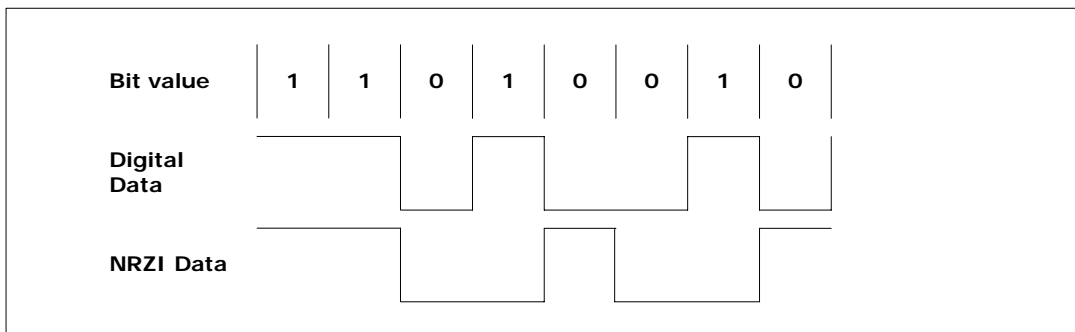 Bit value 1 1 0 1 0 0 1 0
Digital
Data
NRZI Data